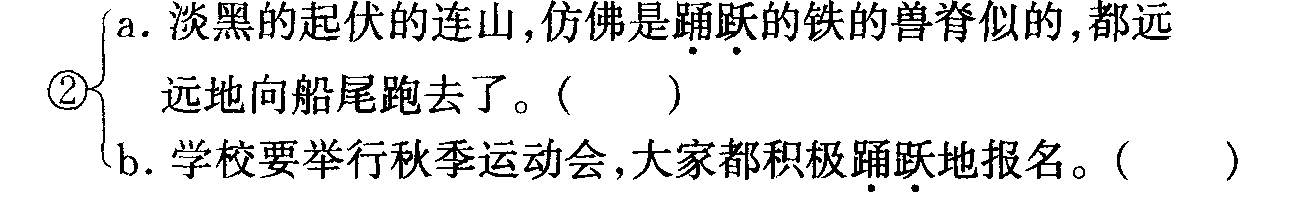 ②a. 淡黑的起伏的连山,仿佛是踊跃的铁的兽脊似的,都远
远地向船尾跑去了。(  )
b. 学校要举行秋季运动会,大家都积极踊跃地报名。(  )